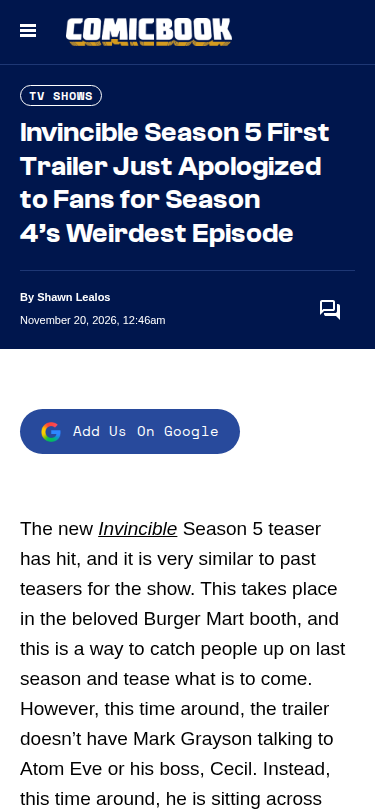 COMICBOOK
TV SHOWS
Invincible Season 5 First
Trailer Just Apologized
to Fans for Season
4’s Weirdest Episode
By Shawn Lealos
November 20, 2026, 12:46am
Add Us On Google
The new Invincible Season 5 teaser
has hit, and it is very similar to past
teasers for the show. This takes place
in the beloved Burger Mart booth, and
this is a way to catch people up on last
season and tease what is to come.
However, this time around, the trailer
doesn’t have Mark Grayson talking to
Atom Eve or his boss, Cecil. Instead,
this time around, he is sitting across